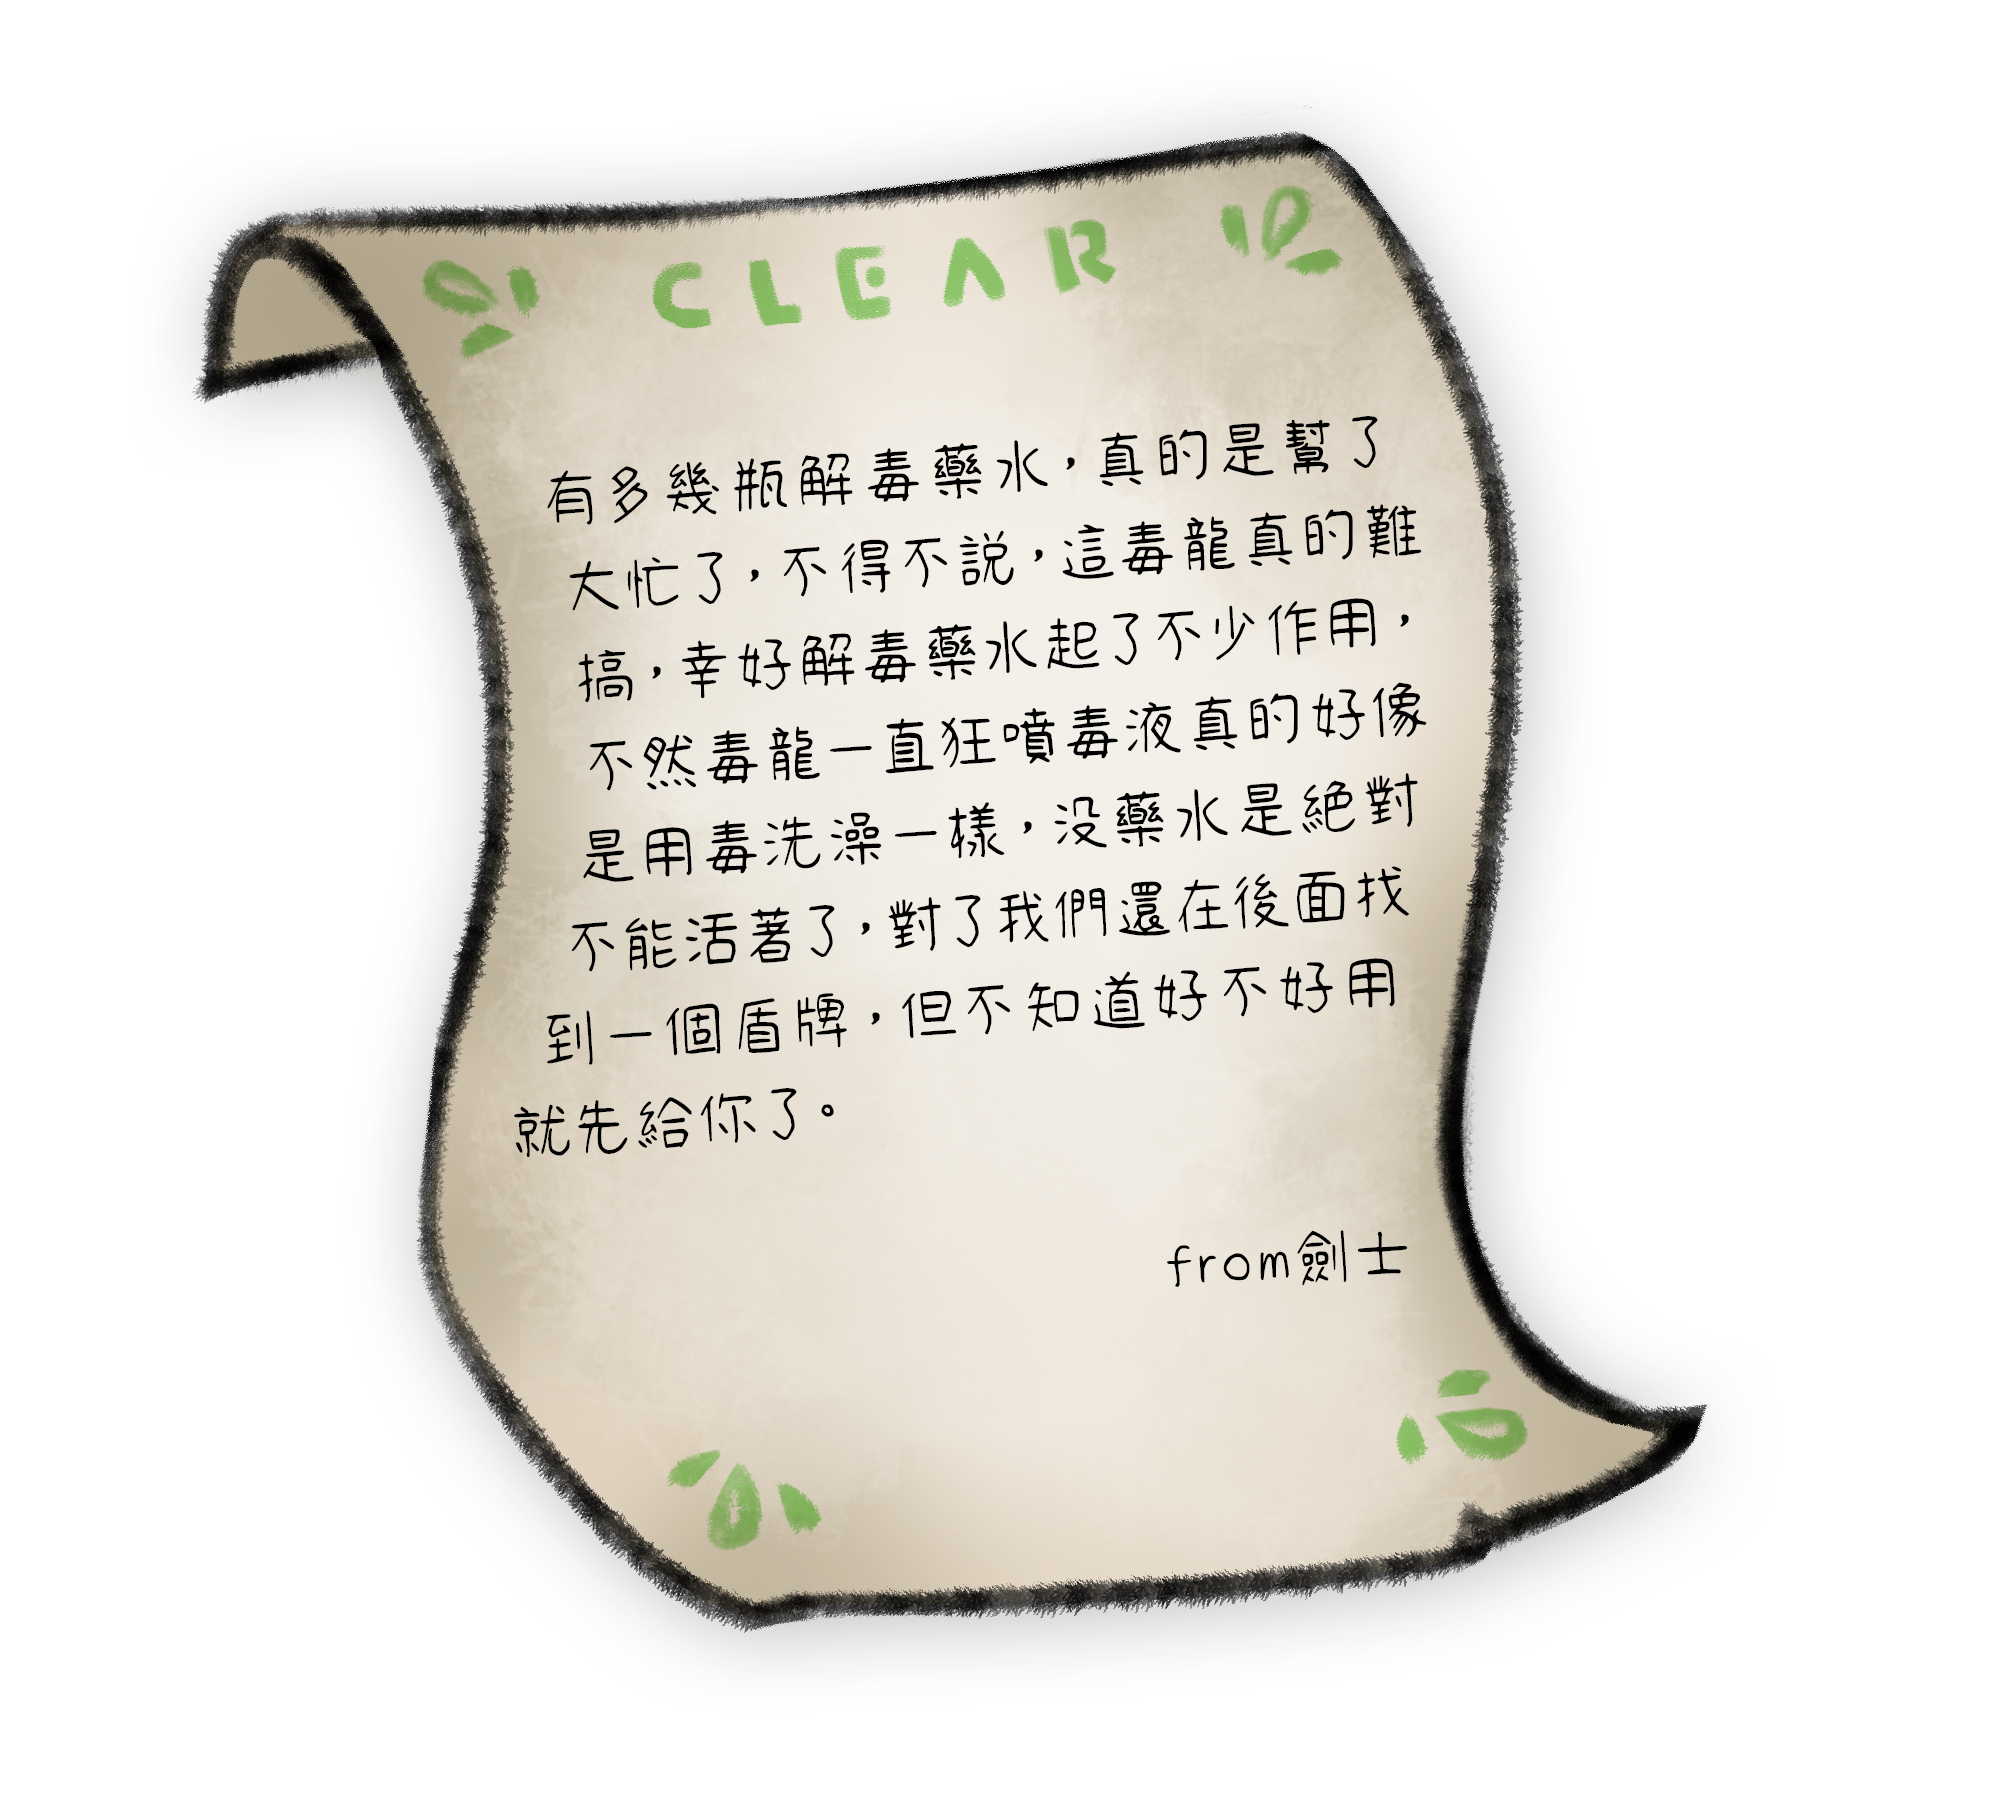 CLEAR
有多幾瓶解毒藥水，真的是幫了
大忙了，不得不說，這毒龍真的難
搞，幸好解毒藥水起了不少作用，
不然毒龍一直狂噴毒液真的好像
是用毒洗澡一樣，沒藥水是絕對
不能活著了，對了我們還在後面找
到一個盾牌，但不知道好不好用
就先給你了。
from劍士